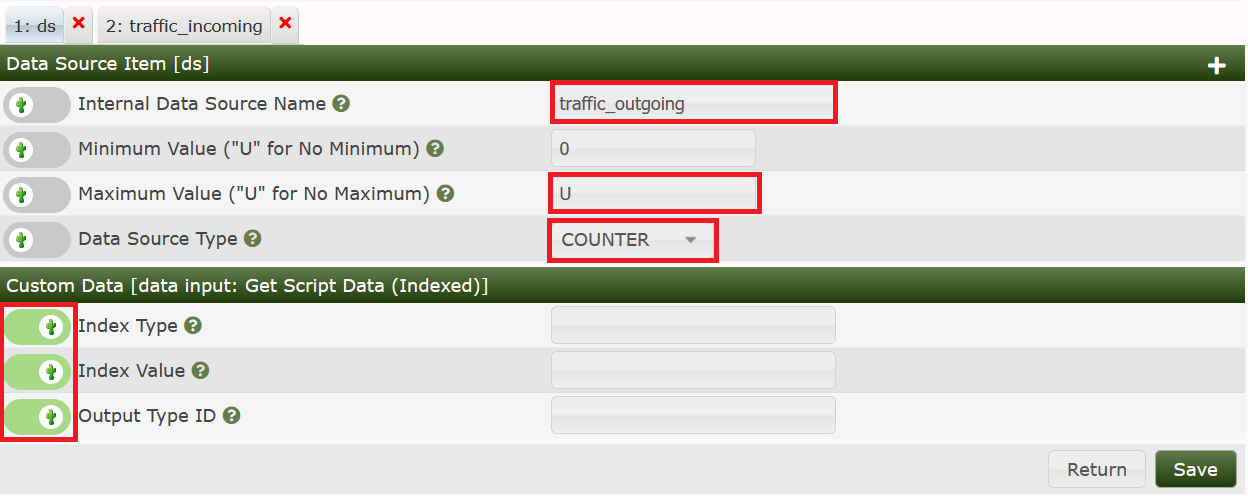 1: ds
2: traffic_incoming
Data Source Item [ds]
Internal Data Source Name ?
traffic_outgoing
Minimum Value ("U" for No Minimum) ?
0
Maximum Value ("U" for No Maximum) ?
U
Data Source Type ?
COUNTER
Custom Data [data input: Get Script Data (Indexed)]
Index Type ?
Index Value ?
Output Type ID ?
Return
Save